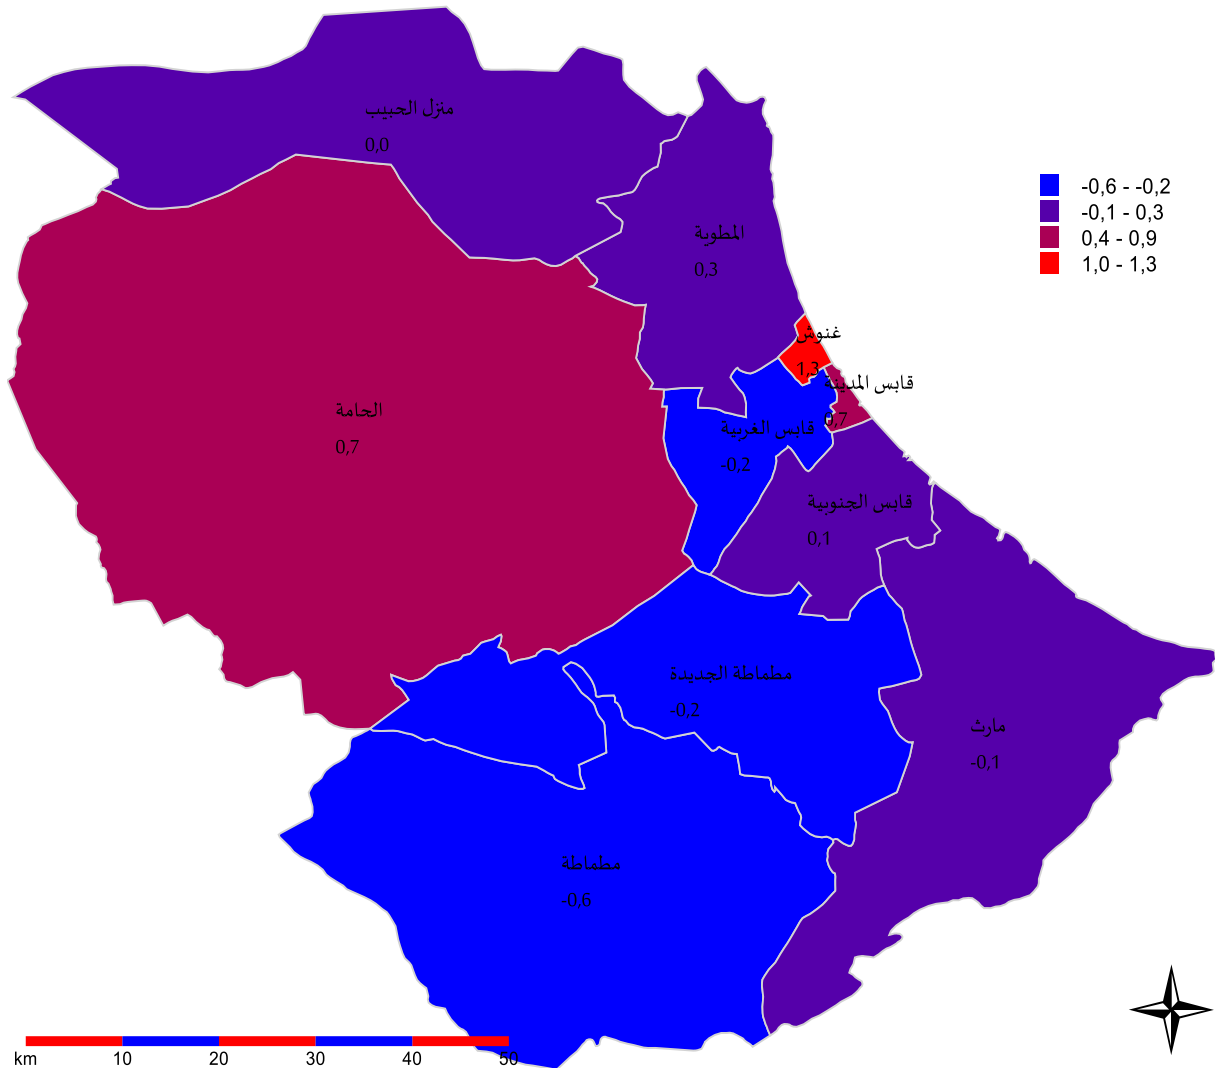 منزل الحبيب
0,0
-0,6 - -0,2
-0,1 - 0,3
0,4 - 0,9
1,0 - 1,3
المطوية
0,3
غنوش
1,3
قابس المدينة
0,7
الحامة
0,7
قابس الغربية
-0,2
قابس الجنوبية
0,1
مطماطة الجديدة
-0,2
مارث
-0,1
مطماطة
-0,6
km 10 20 30 40 50